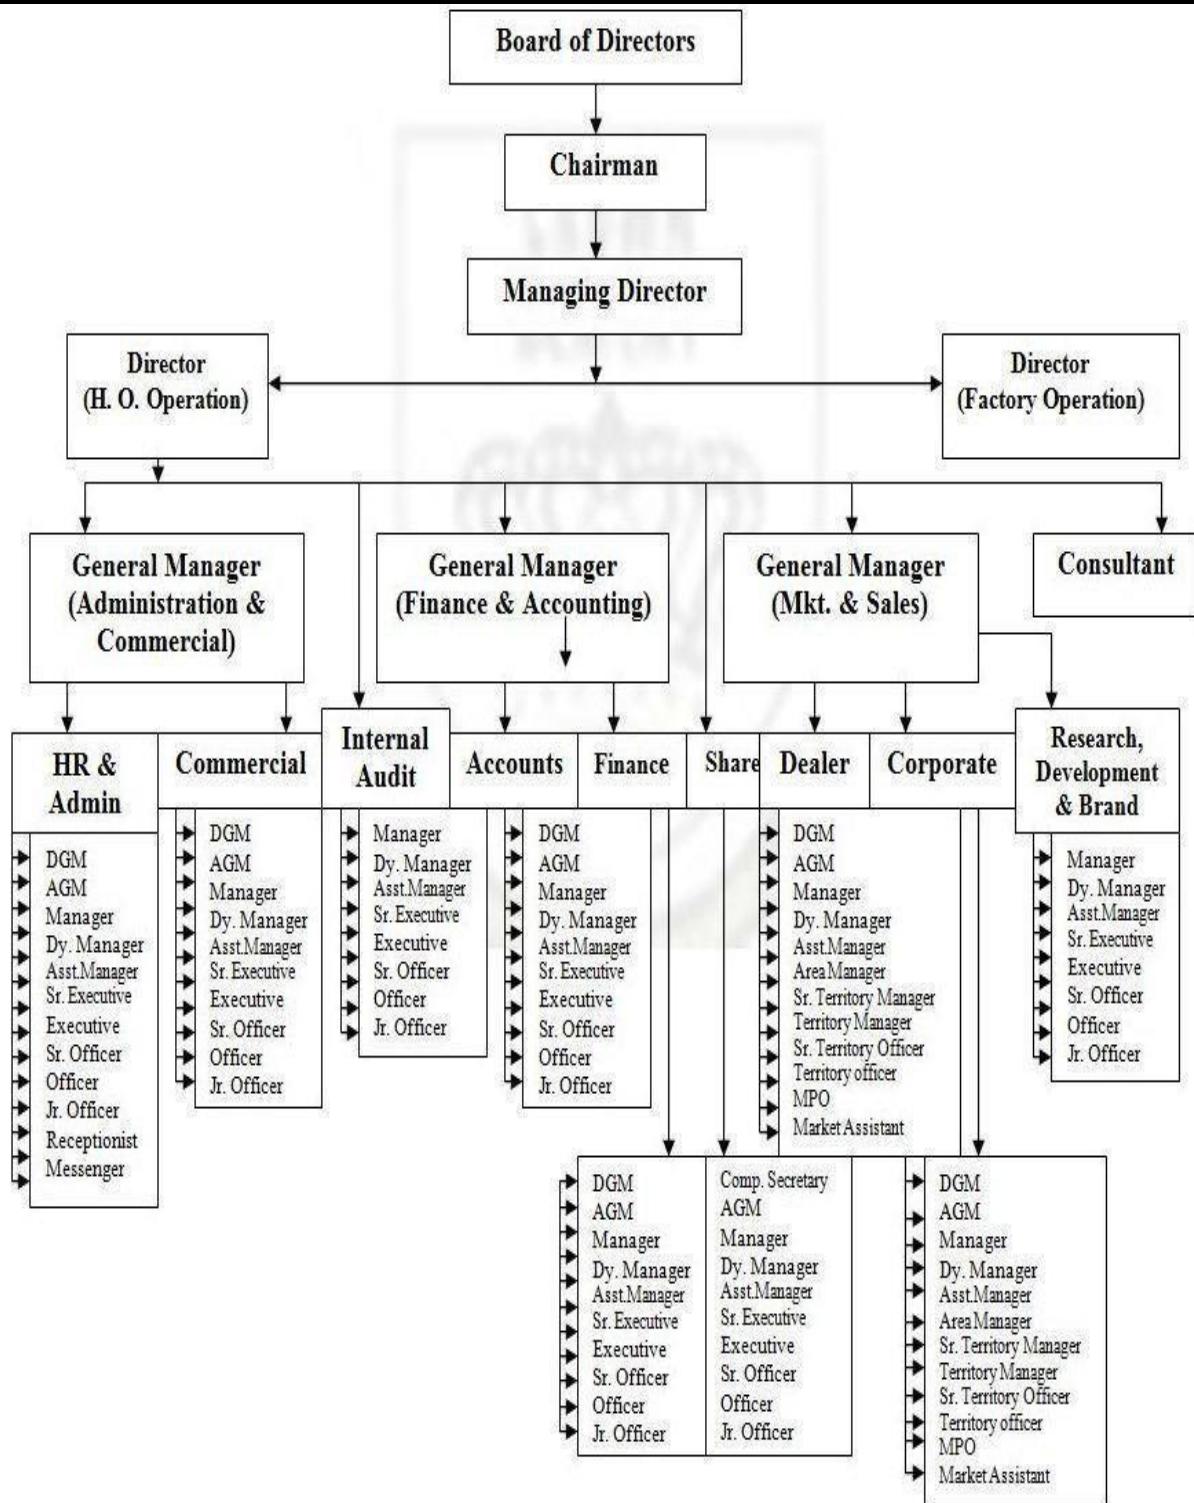 Board of Directors
Chairman
Managing Director
Director
(H. O. Operation)
Director
(Factory Operation)
General Manager
(Administration &
Commercial)
General Manager
(Finance & Accounting)
General Manager
(Mkt. & Sales)
Consultant
HR &
Admin
Commercial
Internal
Audit
Accounts
Finance
Share
Dealer
Corporate
Research,
Development
& Brand
DGM
AGM
Manager
Dy. Manager
Asst.Manager
Sr. Executive
Executive
Sr. Officer
Officer
Jr. Officer
Receptionist
Messenger
DGM
AGM
Manager
Dy. Manager
Asst.Manager
Sr. Executive
Executive
Sr. Officer
Officer
Jr. Officer
Manager
Dy. Manager
Asst.Manager
Sr. Executive
Executive
Sr. Officer
Officer
Jr. Officer
DGM
AGM
Manager
Dy. Manager
Asst.Manager
Sr. Executive
Executive
Sr. Officer
Officer
Jr. Officer
DGM
AGM
Manager
Dy. Manager
Asst.Manager
Area Manager
Sr. Territory Manager
Territory Manager
Sr. Territory Officer
Territory officer
MPO
Market Assistant
Manager
Dy. Manager
Asst.Manager
Sr. Executive
Executive
Sr. Officer
Officer
Jr. Officer
DGM
AGM
Manager
Dy. Manager
Asst.Manager
Sr. Executive
Executive
Sr. Officer
Officer
Jr. Officer
Comp. Secretary
AGM
Manager
Dy. Manager
Asst.Manager
Sr. Executive
Executive
Sr. Officer
Officer
Jr. Officer
DGM
AGM
Manager
Dy. Manager
Asst.Manager
Area Manager
Sr. Territory Manager
Territory Manager
Sr. Territory Officer
Territory officer
MPO
Market Assistant